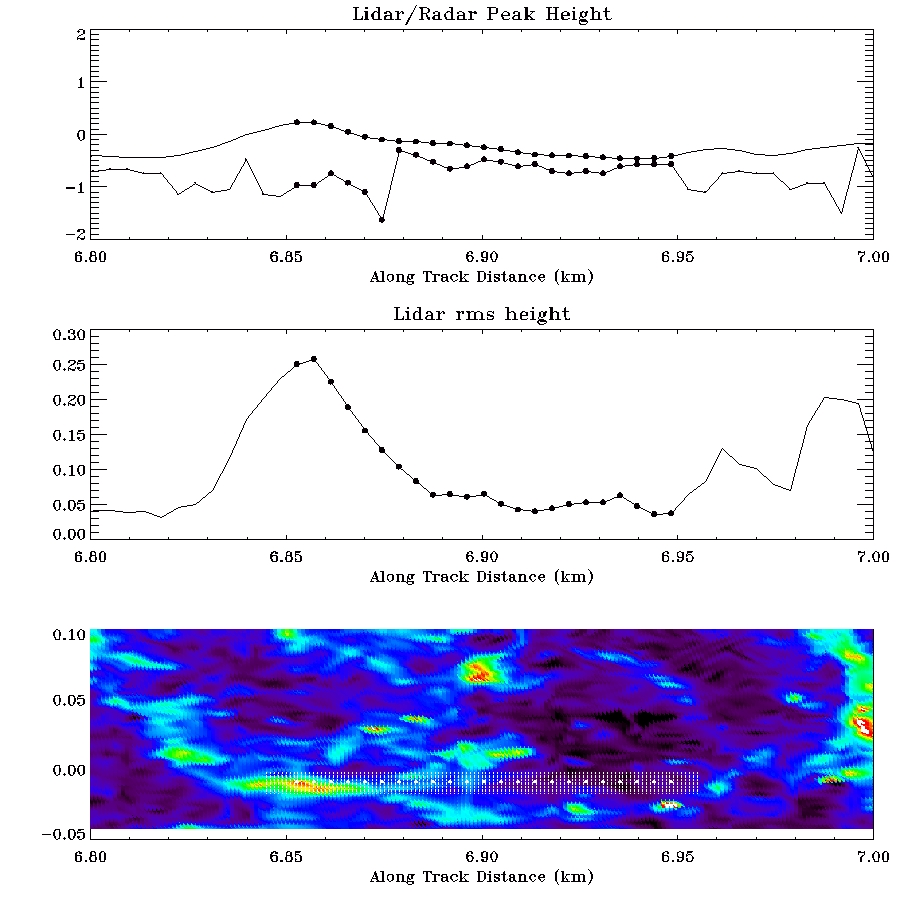 Lidar/Radar Peak Height
2
1
0
−1
−2
6.80 6.85 6.90 6.95 7.00
Along Track Distance (km)
Lidar rms height
0.30
0.25
0.20
0.15
0.10
0.05
0.00
6.80 6.85 6.90 6.95 7.00
Along Track Distance (km)
0.10
0.05
0.00
−0.05
6.80 6.85 6.90 6.95 7.00
Along Track Distance (km)